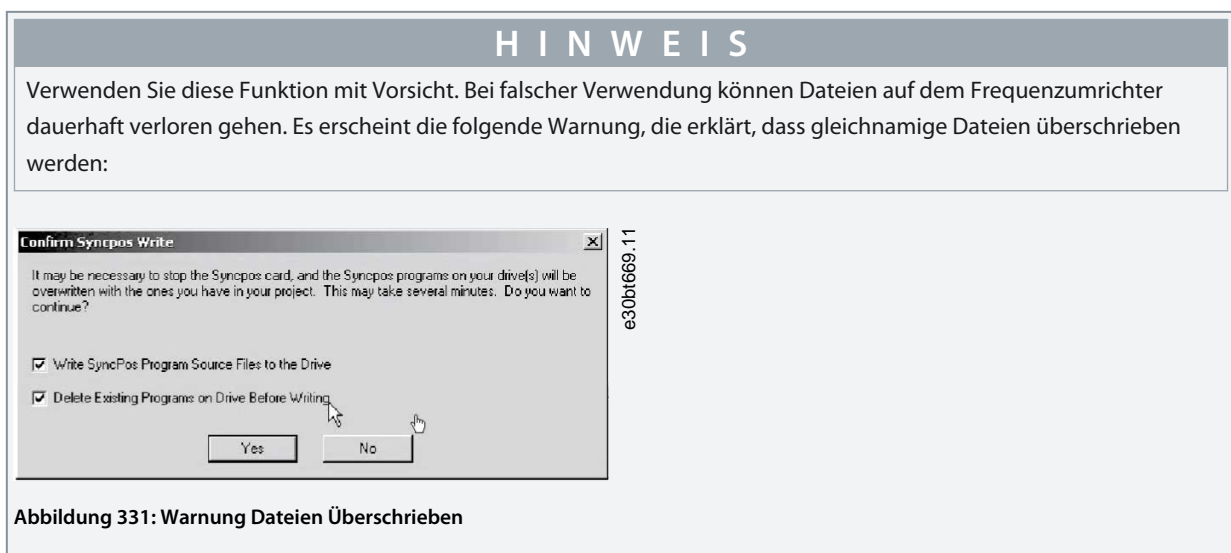 HINWEIS
Verwenden Sie diese Funktion mit Vorsicht. Bei falscher Verwendung können Dateien auf dem Frequenzumrichter
dauerhaft verloren gehen. Es erscheint die folgende Warnung, die erklärt, dass gleichnamige Dateien überschrieben
werden:
Confirm Syncpos Write
It may be necessary to stop the Syncpos card, and the Syncpos programs on your drive(s) will be
overwritten with the ones you have in your project. This may take several minutes. Do you want to
continue?
Write SyncPos Program Source Files to the Drive
Delete Existing Programs on Drive Before Writing
Yes
No
e30bt669.11
Abbildung 331: Warnung Dateien Überschrieben